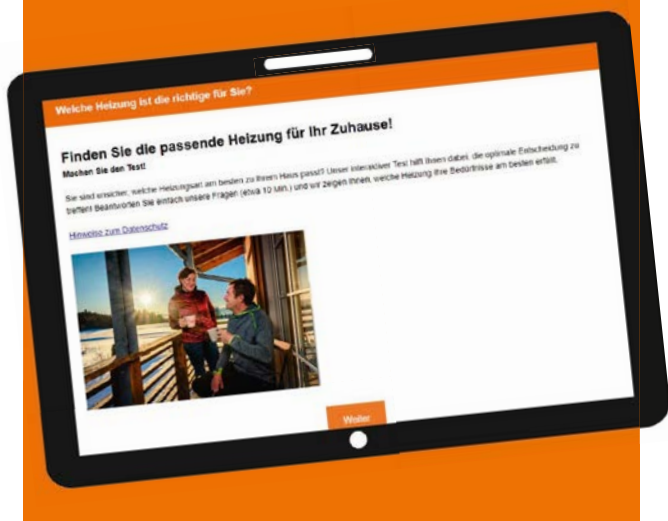 Welche Heizung ist die richtige für Sie?
Finden Sie die passende Heizung für Ihr Zuhause!
Machen Sie den Test!
Sie sind unsicher, welche Heizungsart am besten zu Ihrem Haus passt? Unser interaktiver Test hilft Ihnen dabei, die optimale Entscheidung zu
treffen! Beantworten Sie einfach unsere Fragen (etwa 10 Min.) und wir zeigen Ihnen, welche Heizung Ihre Bedürfnisse am besten erfüllt.
Hinweise zum Datenschutz
Weiter